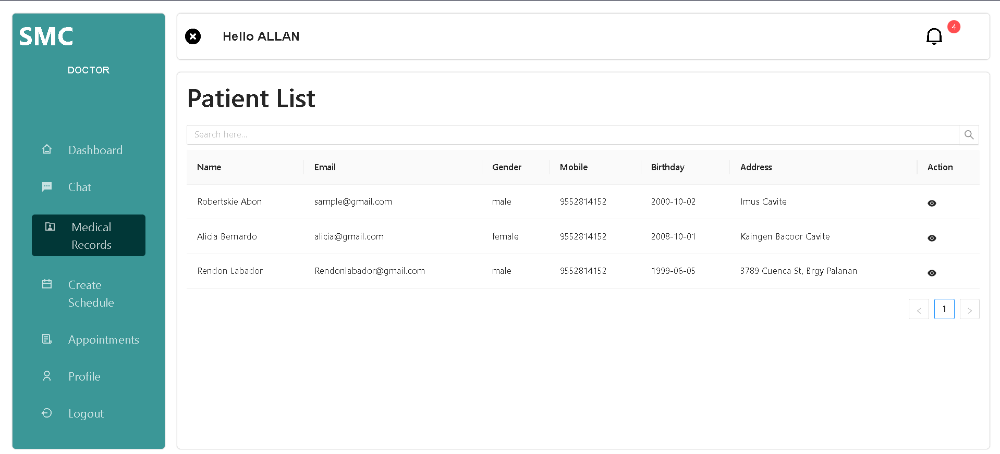 SMC
DOCTOR
Dashboard
Chat
Medical
Records
Create
Schedule
Appointments
Profile
Logout
Hello ALLAN
4
Patient List
Search here...
Name Email Gender Mobile Birthday Address Action
Robertskie Abon sample@gmail.com male 9552814152 2000-10-02 Imus Cavite
Alicia Bernardo alicia@gmail.com female 9552814152 2008-10-01 Kaingen Bacoor Cavite
Rendon Labador Rendonlabador@gmail.com male 9552814152 1999-06-05 3789 Cuenca St, Brgy Palanan
< 1 >